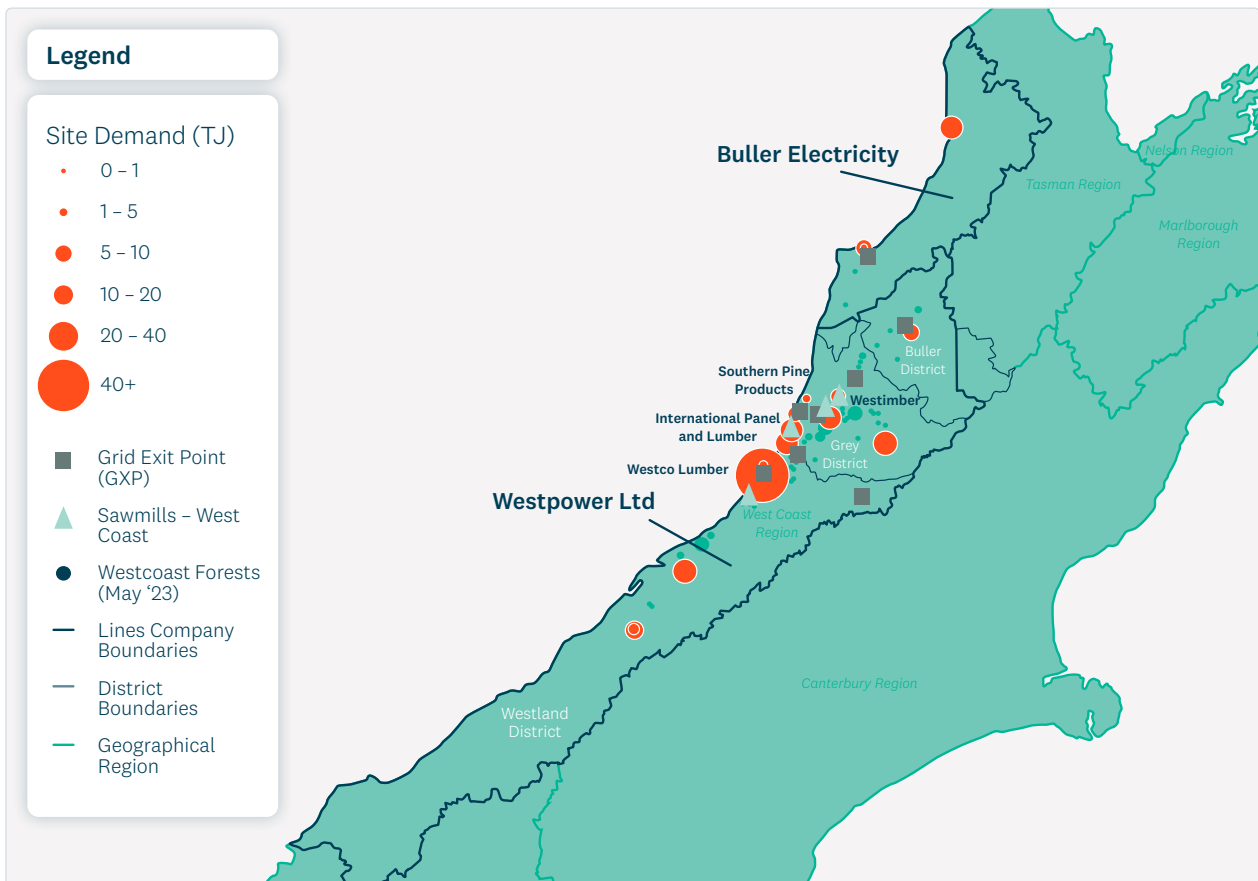 Legend
Site Demand (TJ)
0 – 1
1 – 5
5 – 10
10 – 20
20 – 40
40+
Grid Exit Point
(GXP)
Sawmills – West
Coast
Westcoast Forests
(May ‘23)
Lines Company
Boundaries
District
Boundaries
Geographical
Region
Buller Electricity
Nelson Region
Tasman Region
Marlborough
Region
Buller
District
Southern Pine
Products
Westimber
International Panel
and Lumber
Grey
District
Westco Lumber
Westpower Ltd
West Coast
Region
Canterbury Region
Westland
District